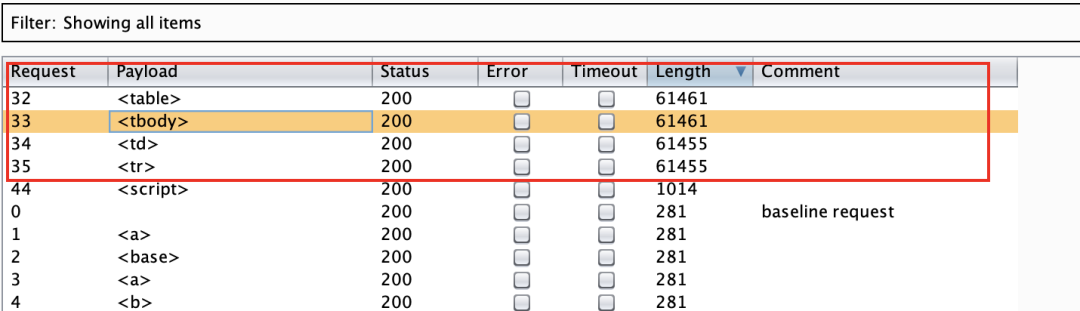 Filter: Showing all items
Request Payload Status Error Timeout Length Comment
32 <table> 200 61461
33 <tbody> 200 61461
34 <td> 200 61455
35 <tr> 200 61455
44 <script> 200 1014
0 200 281 baseline request
1 <a> 200 281
2 <base> 200 281
3 <a> 200 281
4 <b> 200 281